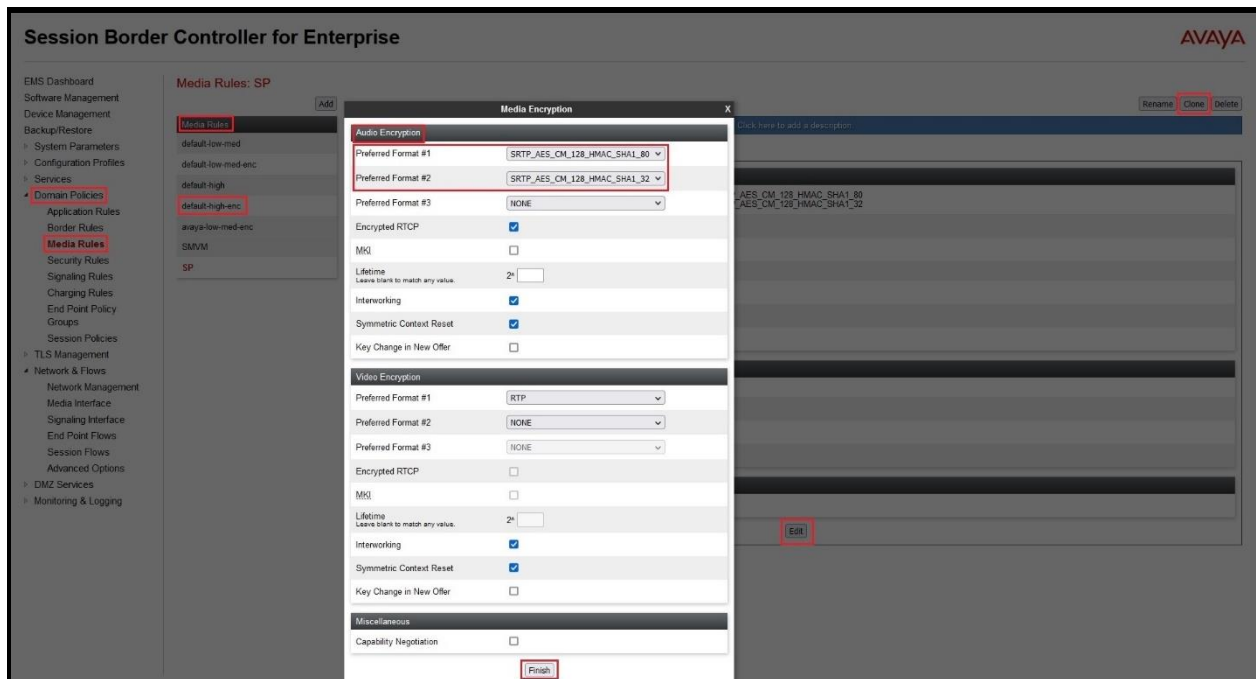 Session Border Controller for Enterprise
AVAYA
EMS Dashboard
Software Management
Device Management
Backup/Restore
System Parameters
Configuration Profiles
Services
Domain Policies
Application Rules
Border Rules
Media Rules
Security Rules
Signaling Rules
Charging Rules
End Point Policy
Groups
Session Policies
TLS Management
Network & Flows
Network Management
Media Interface
Signaling Interface
End Point Flows
Session Flows
Advanced Options
DMZ Services
Monitoring & Logging
Media Rules: SP
Add
Rename Clone Delete
Media Rules
default-low-med
default-low-med-enc
default-high
default-high-enc
avaya-low-med-enc
SMVM
SP
Click here to add a description.
Media Encryption X
Audio Encryption
Preferred Format #1 SRTP_AES_CM_128_HMAC_SHA1_80
Preferred Format #2 SRTP_AES_CM_128_HMAC_SHA1_32
Preferred Format #3 NONE
Encrypted RTCP
MKI
Lifetime
Leave blank to match any value.
2^
Interworking
Symmetric Context Reset
Key Change in New Offer
Video Encryption
Preferred Format #1 RTP
Preferred Format #2 NONE
Preferred Format #3 NONE
Encrypted RTCP
MKI
Lifetime
Leave blank to match any value.
2^
Interworking
Symmetric Context Reset
Key Change in New Offer
Miscellaneous
Capability Negotiation
Finish
_AES_CM_128_HMAC_SHA1_80
_AES_CM_128_HMAC_SHA1_32
Edit